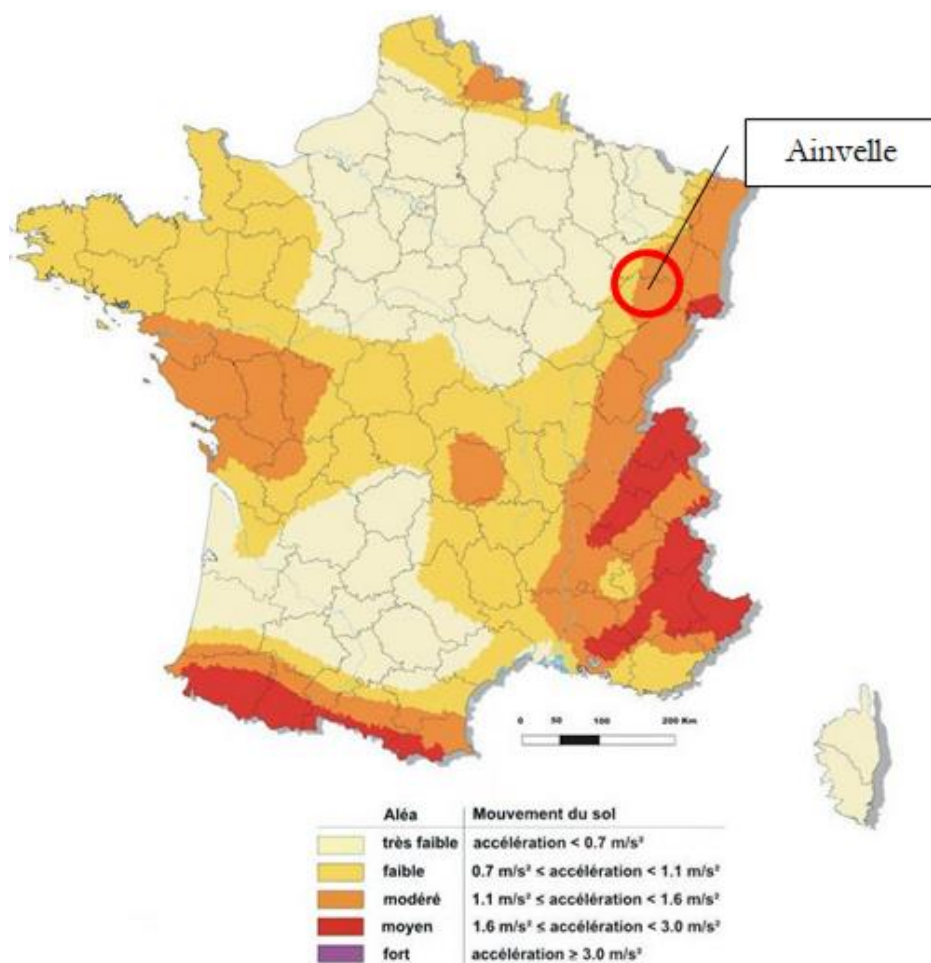 Ainvelle
0 50 100 200 Km
Aléa Mouvement du sol
très faible accélération < 0.7 m/s²
faible 0.7 m/s² ≤ accélération < 1.1 m/s²
modéré 1.1 m/s² ≤ accélération < 1.6 m/s²
moyen 1.6 m/s² ≤ accélération < 3.0 m/s²
fort accélération ≥ 3.0 m/s²